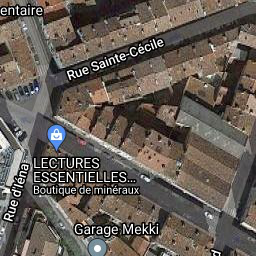 entaire
Rue Sainte-Cécile
LECTURES
ESSENTIELLES...
Boutique de minéraux
Rue d'Iéna
Garage Mekki